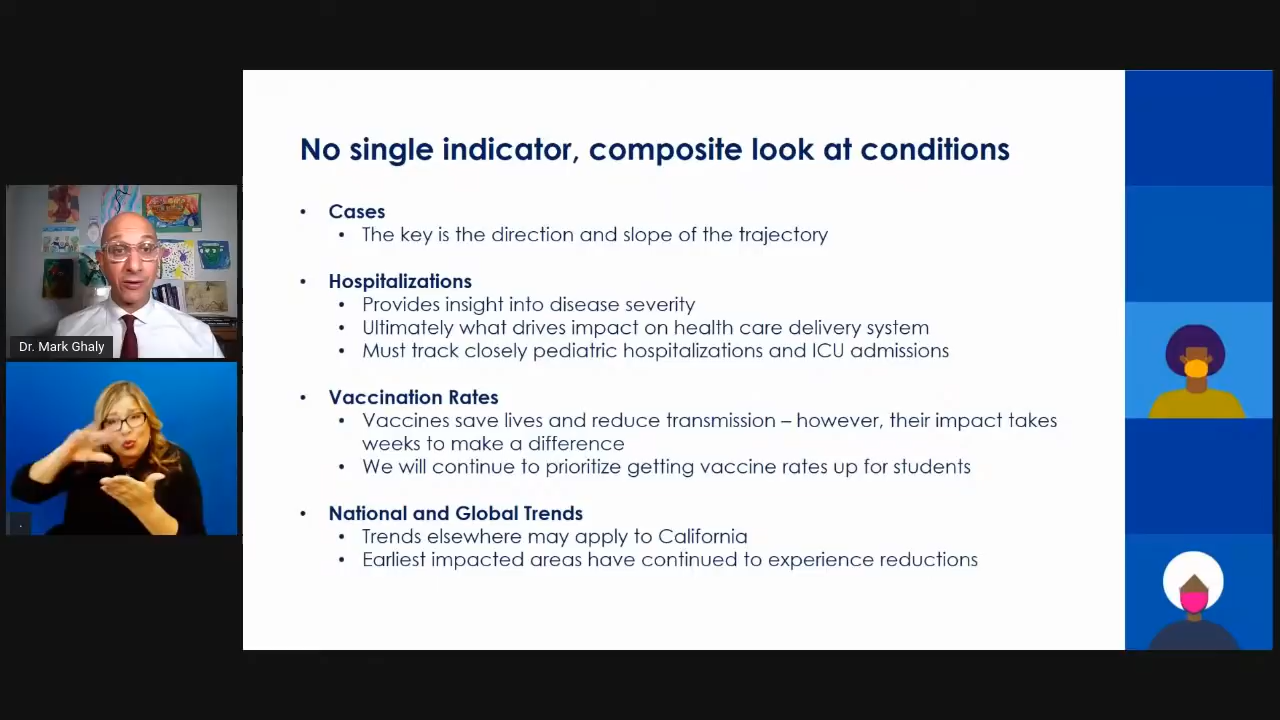 No single indicator, composite look at conditions
• Cases
• The key is the direction and slope of the trajectory
• Hospitalizations
• Provides insight into disease severity
• Ultimately what drives impact on health care delivery system
• Must track closely pediatric hospitalizations and ICU admissions
• Vaccination Rates
• Vaccines save lives and reduce transmission – however, their impact takes
weeks to make a difference
• We will continue to prioritize getting vaccine rates up for students
• National and Global Trends
• Trends elsewhere may apply to California
• Earliest impacted areas have continued to experience reductions
Dr. Mark Ghaly
.